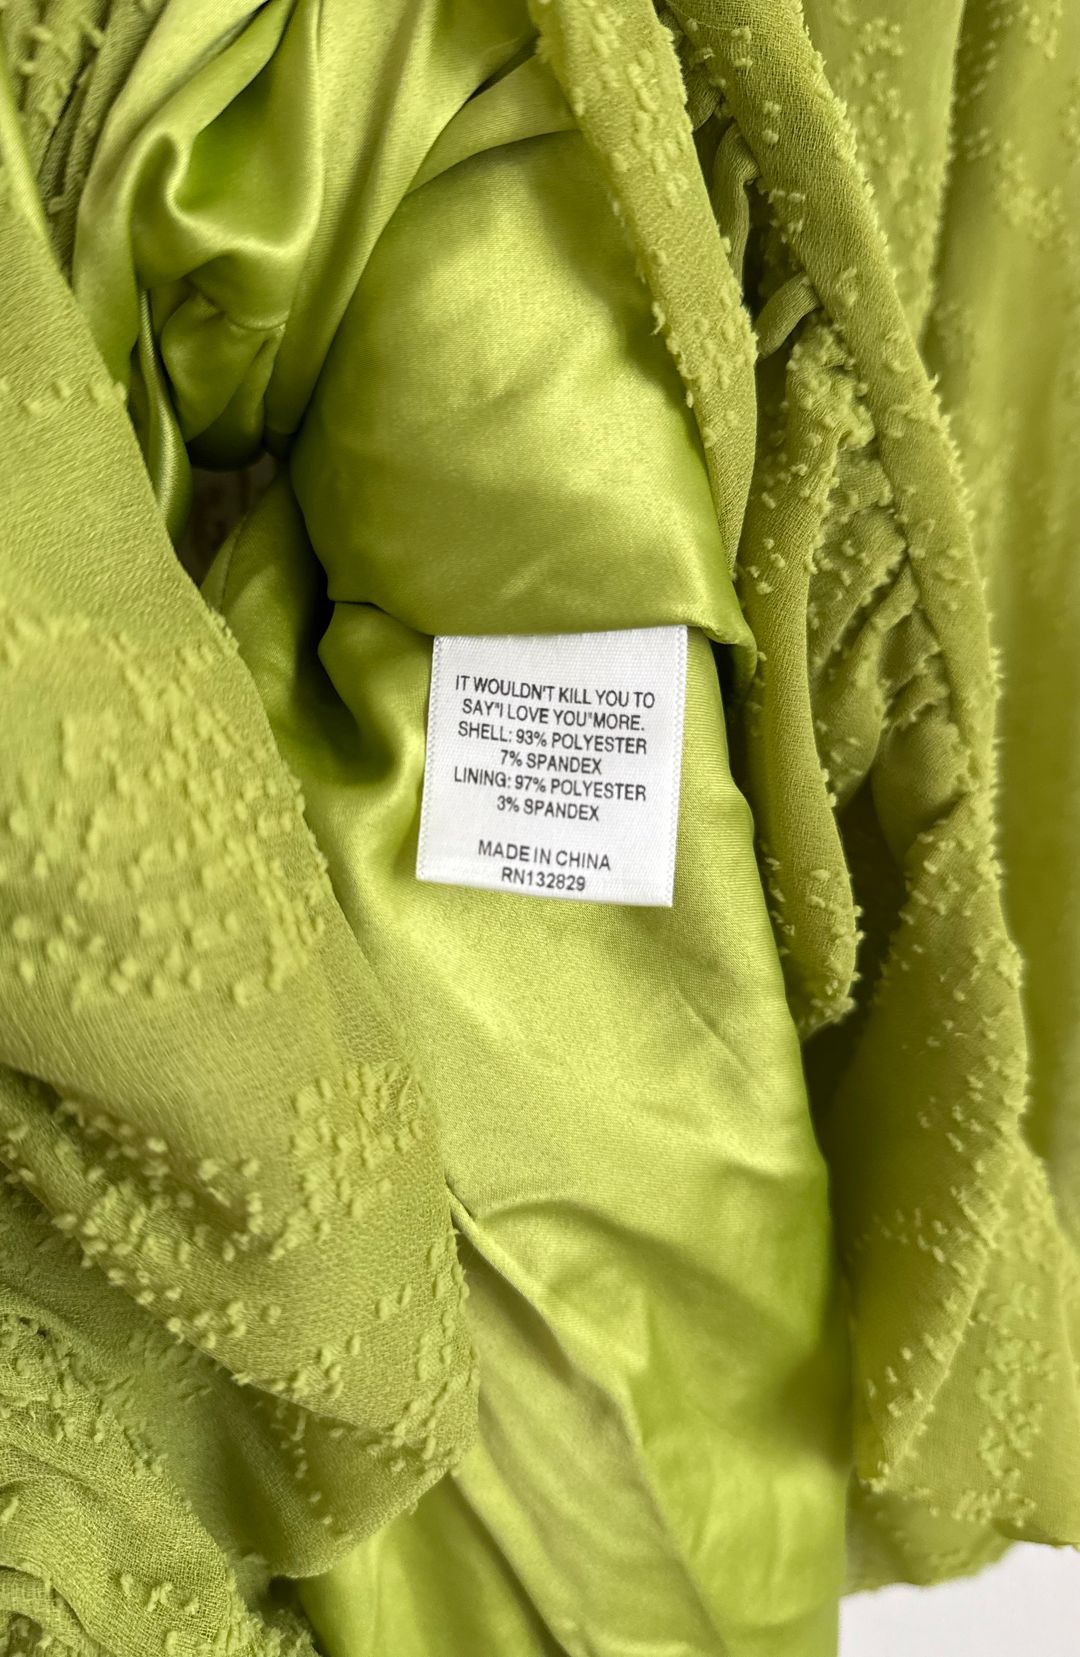 IT WOULDN'T KILL YOU TO
SAY"I LOVE YOU"MORE.
SHELL: 93% POLYESTER
7% SPANDEX
LINING: 97% POLYESTER
3% SPANDEX
MADE IN CHINA
RN132829